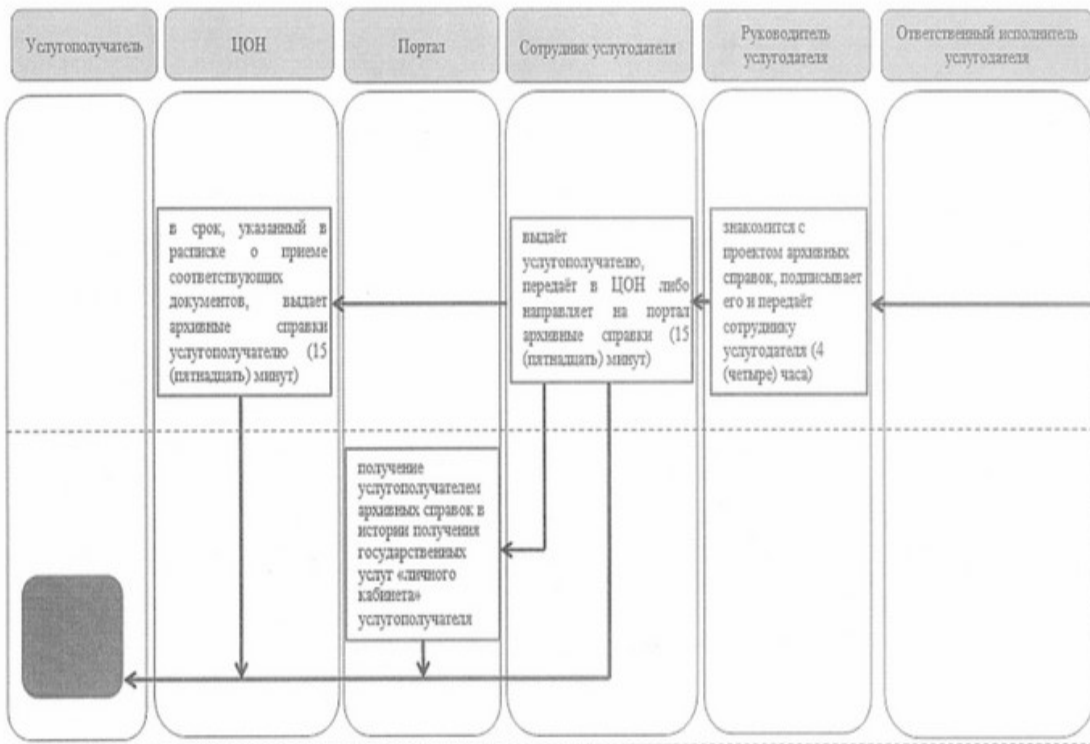 Услугополучатель
ЦОН
Портал
Сотрудник услугодателя
Руководитель
услугодателя
Ответственный исполнитель
услугодателя
в срок, указанный в
расписке о приеме
соответствующих
документов, выдает
архивные справки
услугополучателю (15
(пятнадцать) минут)
выдаёт
услугополучателю,
передаёт в ЦОН либо
направляет на портал
архивные справки (15
(пятнадцать) минут)
знакомится с
проектом архивных
справок, подписывает
его и передаёт
сотруднику
услугодателя (4
(четыре) часа)
получение
услугополучателем
архивных справок в
истории получения
государственных
услуг «личного
кабинета»
услугополучателя